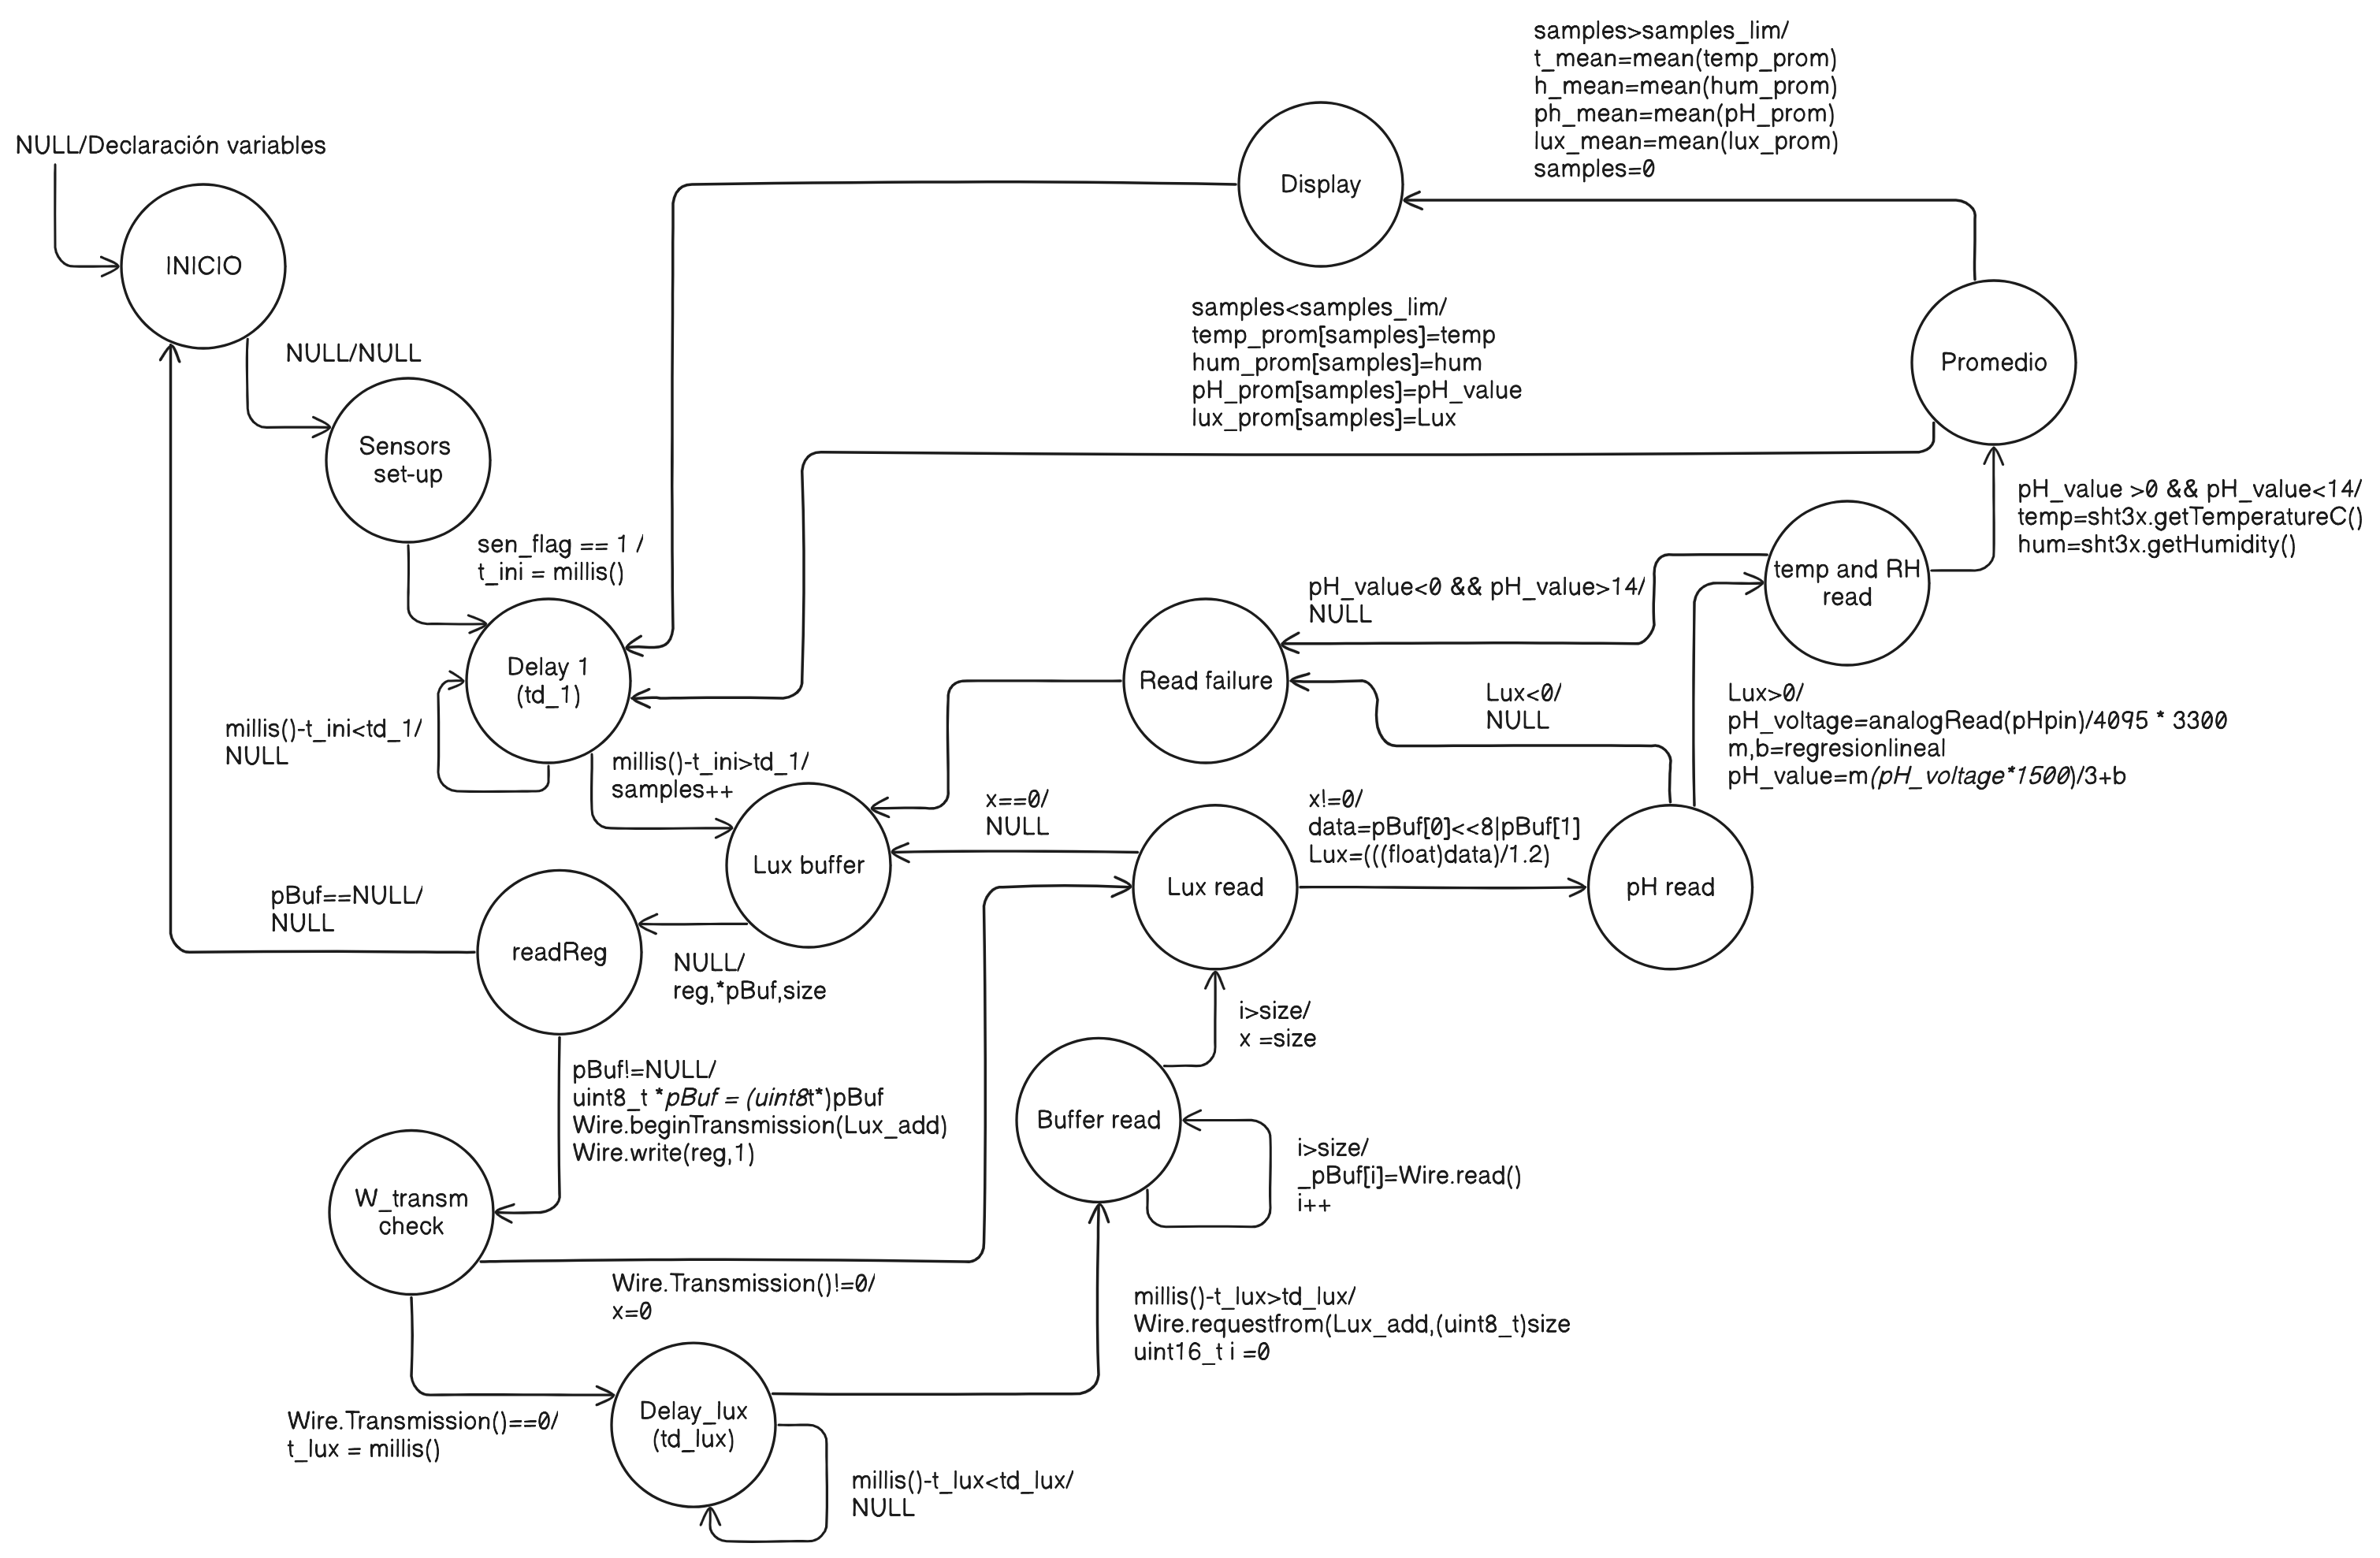 samples>samples_lim/
t_mean=mean(temp_prom)
h_mean=mean(hum_prom)
ph_mean=mean(pH_prom)
lux_mean=mean(lux_prom)
samples=0
NULL/Declaración variables
Display
INICIO
samples<samples_lim/
temp_prom[samples]=temp
hum_prom[samples]=hum
pH_prom[samples]=pH_value
lux_prom[samples]=Lux
NULL/NULL
Promedio
Sensors
set-up
pH_value >0 && pH_value<14/
temp=sht3x.getTemperatureC()
hum=sht3x.getHumidity()
sen_flag == 1 /
t_ini = millis()
temp and RH
read
pH_value<0 && pH_value>14/
NULL
Delay 1
(td_1)
Read failure
Lux<0/
NULL
Lux>0/
pH_voltage=analogRead(pHpin)/4095 * 3300
m,b=regresionlineal
pH_value=m(pH_voltage*1500)/3+b
millis()-t_ini<td_1/
NULL
millis()-t_ini>td_1/
samples++
x==0/
NULL
x!=0/
data=pBuf[0]<<8|pBuf[1]
Lux=(((float)data)/1.2)
Lux buffer
Lux read
pH read
pBuf==NULL/
NULL
readReg
NULL/
reg,*pBuf,size
i>size/
x =size
pBuf!=NULL/
uint8_t *pBuf = (uint8t*)pBuf
Wire.beginTransmission(Lux_add)
Wire.write(reg,1)
Buffer read
i>size/
_pBuf[i]=Wire.read()
i++
W_transm
check
Wire.Transmission()!=0/
x=0
millis()-t_lux>td_lux/
Wire.requestfrom(Lux_add,(uint8_t)size
uint16_t i =0
Wire.Transmission()==0/
t_lux = millis()
Delay_lux
(td_lux)
millis()-t_lux<td_lux/
NULL